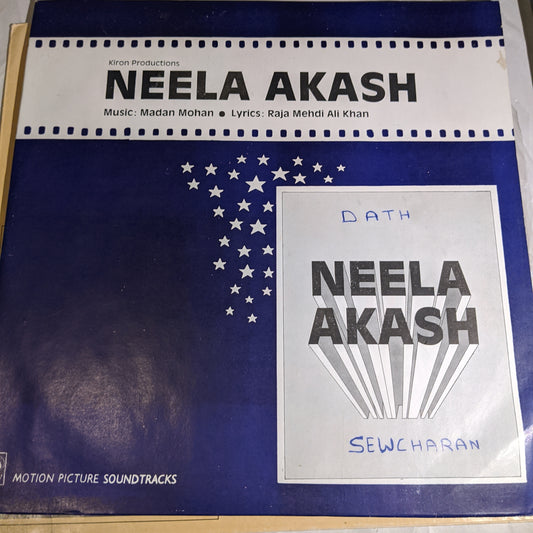 Kiron Productions
NEELA AKASH
Music: Madan Mohan ● Lyrics: Raja Mehdi Ali Khan
DATH
NEELA
AKASH
SEWCHARAN
MOTION PICTURE SOUNDTRACKS